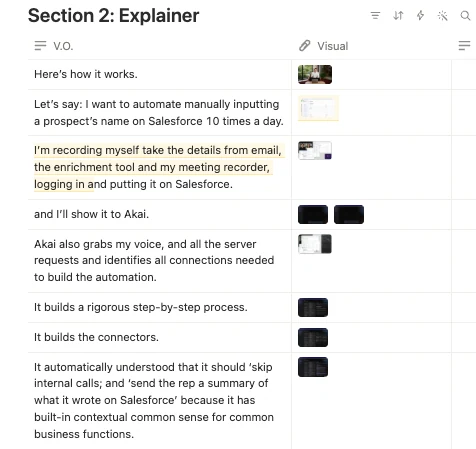 Section 2: Explainer
V.O.
Visual
Here's how it works.
Let's say: I want to automate manually inputting
a prospect's name on Salesforce 10 times a day.
I'm recording myself take the details from email,
the enrichment tool and my meeting recorder,
logging in and putting it on Salesforce.
and I'll show it to Akai.
Akai also grabs my voice, and all the server
requests and identifies all connections needed
to build the automation.
It builds a rigorous step-by-step process.
It builds the connectors.
It automatically understood that it should 'skip
internal calls; and 'send the rep a summary of
what it wrote on Salesforce' because it has
built-in contextual common sense for common
business functions.